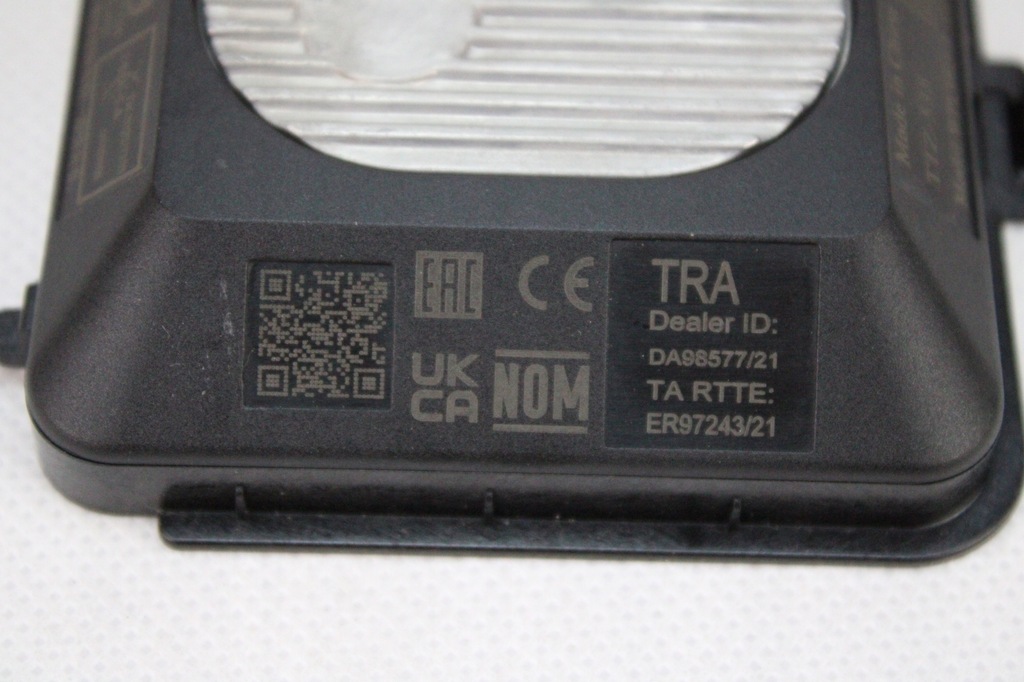 EAC
CE
UK
CA
NOM
TRA
Dealer ID:
DA98577/21
TA RTTE:
ER97243/21